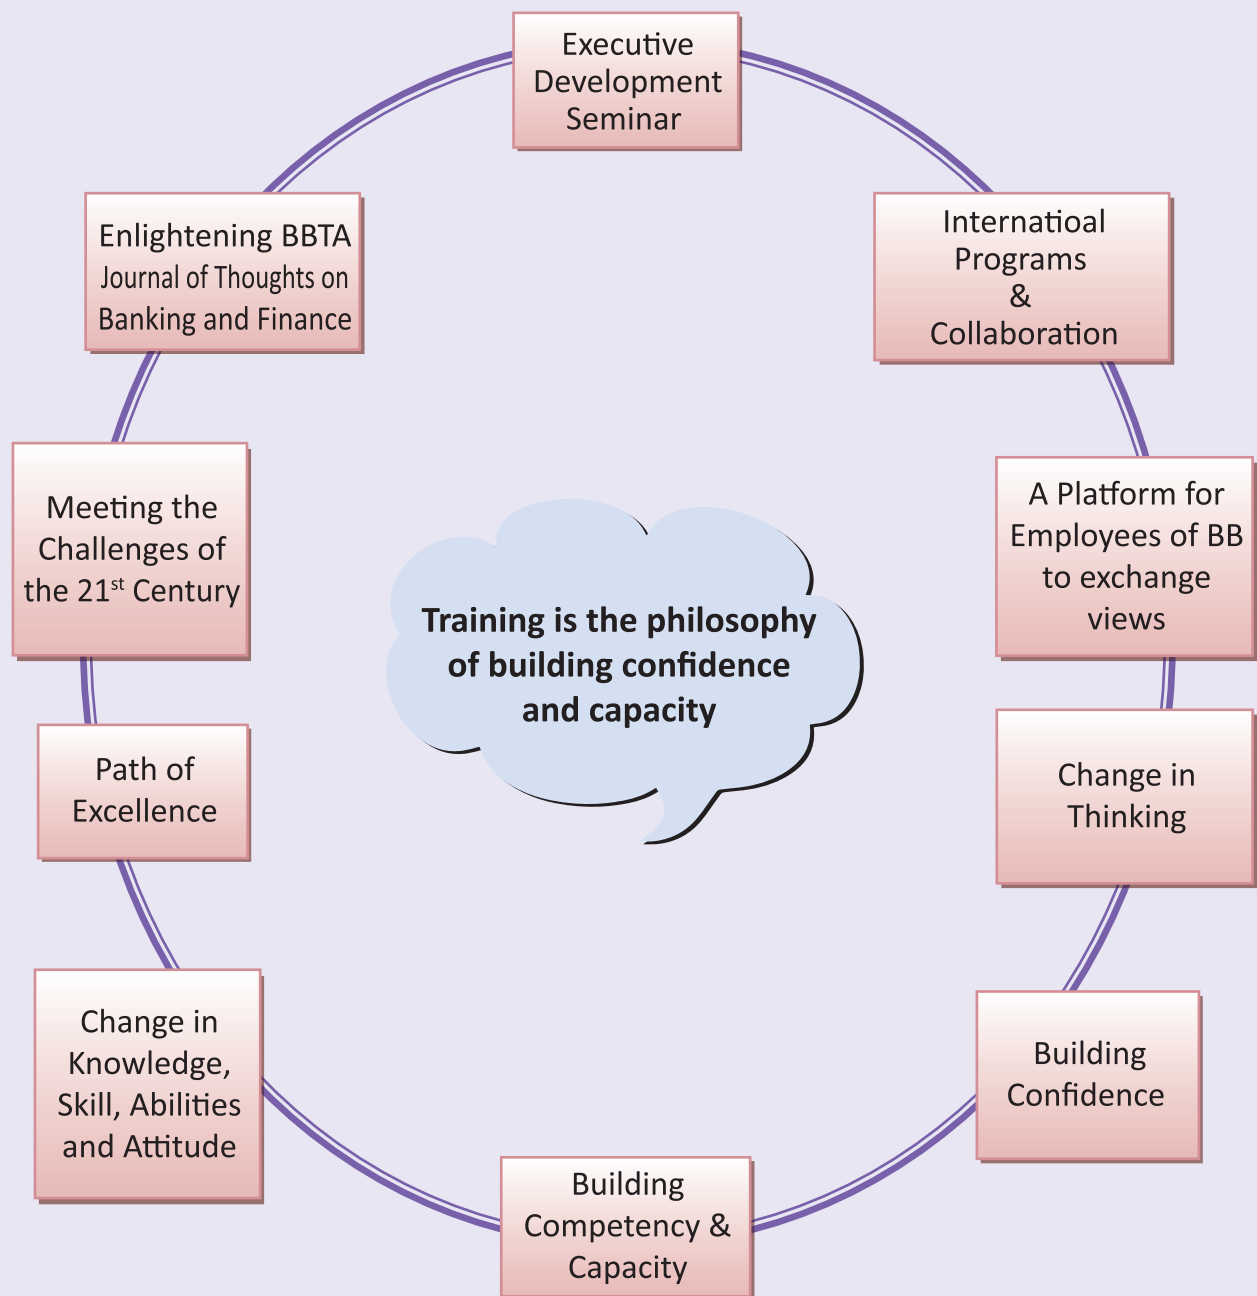 Executive
Development
Seminar
Enlightening BBTA
Journal of Thoughts on
Banking and Finance
Internatioal
Programs
&
Collaboration
Meeting the
Challenges of
the 21st Century
A Platform for
Employees of BB
to exchange
views
Training is the philosophy
of building confidence
and capacity
Path of
Excellence
Change in
Thinking
Change in
Knowledge,
Skill, Abilities
and Attitude
Building
Confidence
Building
Competency &
Capacity